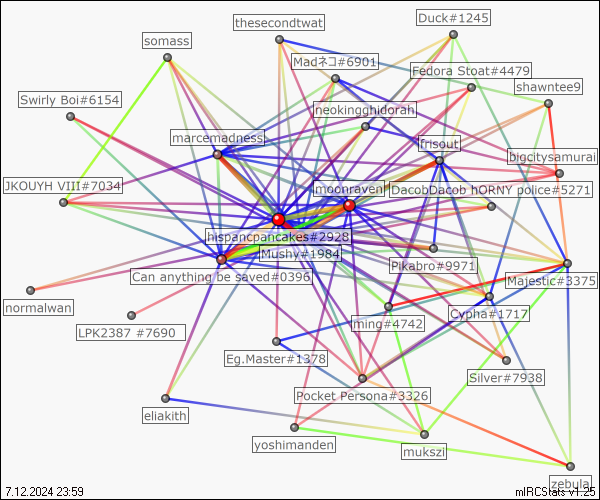 thesecondtwat
Duck#1245
somass
Madネコ#6901
Fedora Stoat#4479
shawntee9
Swirly Boi#6154
neokingghidorah
marcemadness
frisout
bigcitysamurai
JKOUYH VIII#7034
moonraven
DacobDacob hORNY police#5271
hispancpancakes#2928
Mushy#1984
Pikabro#9971
Can anything be saved#0396
Majestic#3375
normalwan
Cypha#1717
LPK2387 #7690
ming#4742
Eg.Master#1378
Silver#7938
Pocket Persona#3326
eliakith
yoshimanden
mukszi
zebula
7.12.2024 23:59
mIRCStats v1.25